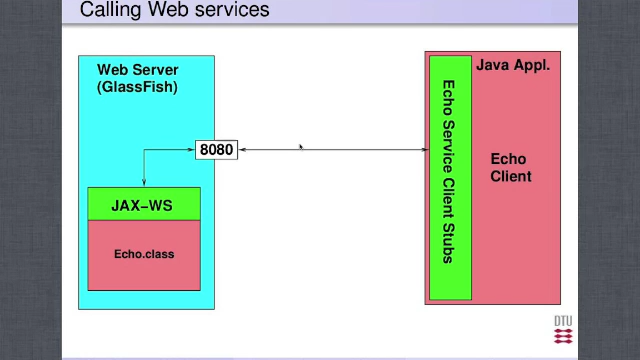 Calling Web services
Web Server
(GlassFish)
8080
JAX-WS
Echo.class
Echo Service Client Stubs
Java Appl.
Echo
Client
DTU